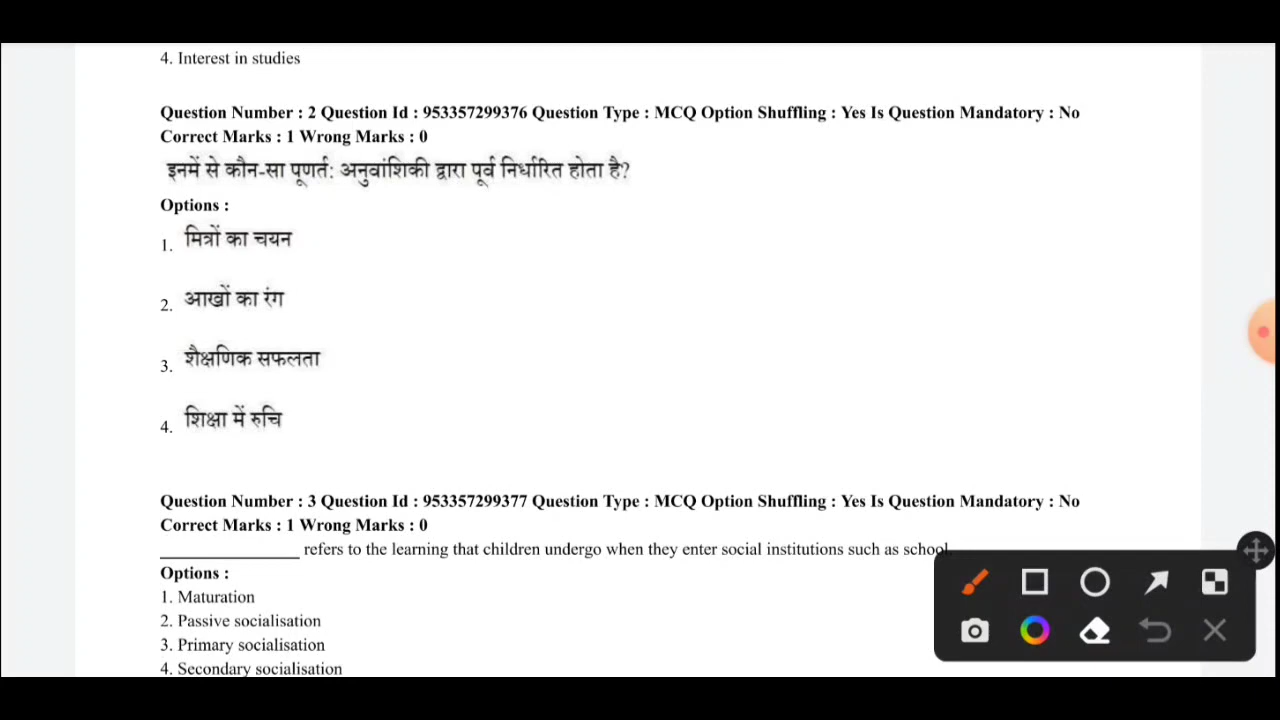 4. Interest in studies
Question Number : 2 Question Id : 953357299376 Question Type : MCQ Option Shuffling : Yes Is Question Mandatory : No
Correct Marks : 1 Wrong Marks : 0
इनमें से कौन-सा पूणर्त: अनुवांशिकी द्वारा पूर्व निर्धारित होता है?
Options :
1. मित्रों का चयन
2. आखों का रंग
3. शैक्षणिक सफलता
4. शिक्षा में रुचि
Question Number : 3 Question Id : 953357299377 Question Type : MCQ Option Shuffling : Yes Is Question Mandatory : No
Correct Marks : 1 Wrong Marks : 0
_______________ refers to the learning that children undergo when they enter social institutions such as school.
Options :
1. Maturation
2. Passive socialisation
3. Primary socialisation
4. Secondary socialisation